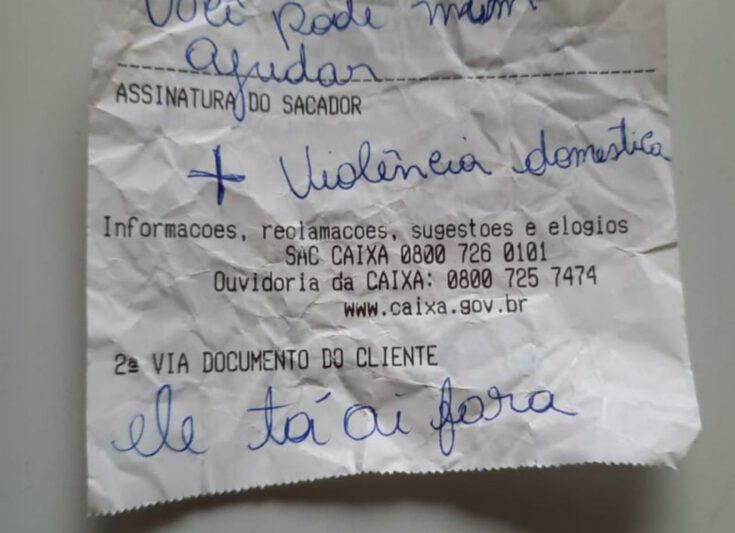 Você pode
ajudar
ASSINATURA DO SACADOR
+ Violência domestica
Informacoes, reclamacoes, sugestoes e elogios
SAC CAIXA 0800 726 0101
Ouvidoria da CAIXA: 0800 725 7474
www.caixa.gov.br
2ª VIA DOCUMENTO DO CLIENTE
ele tá ai fora